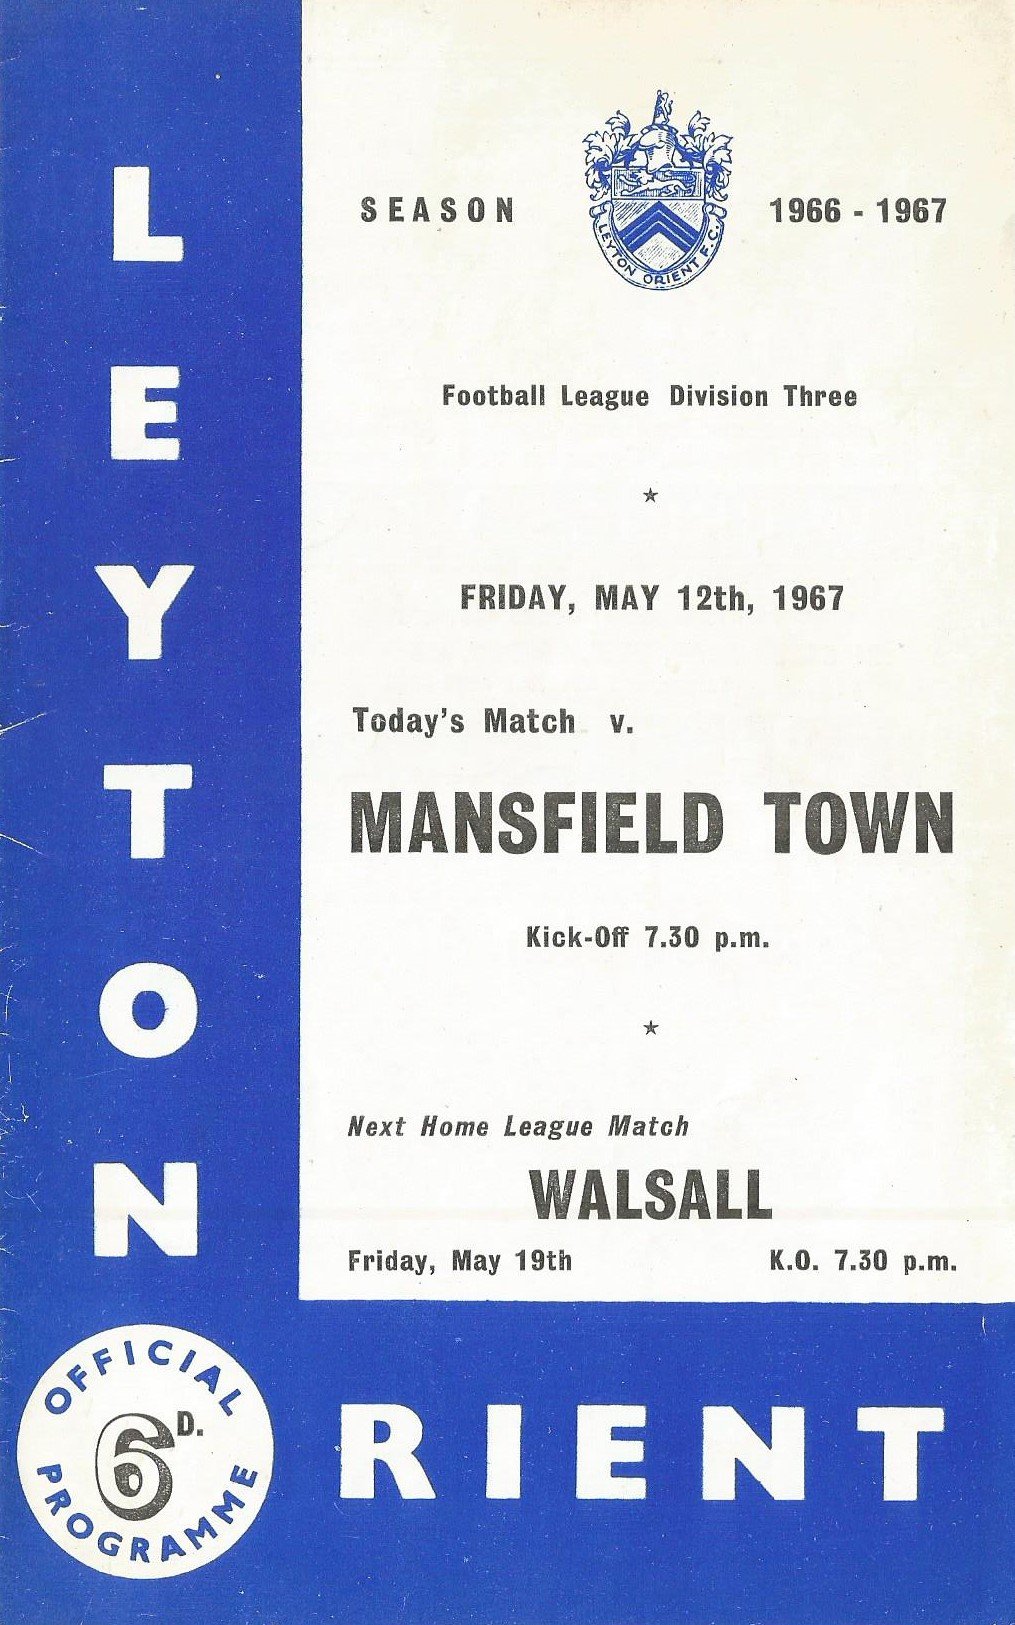 LEYTON
SEASON
1966 - 1967
LEYTON ORIENT F.C.
Football League Division Three
FRIDAY, MAY 12th, 1967
Today's Match v.
MANSFIELD TOWN
Kick-Off 7.30 p.m.
Next Home League Match
WALSALL
Friday, May 19th K.O. 7.30 p.m.
OFFICIAL
6D.
PROGRAMME
RIENT